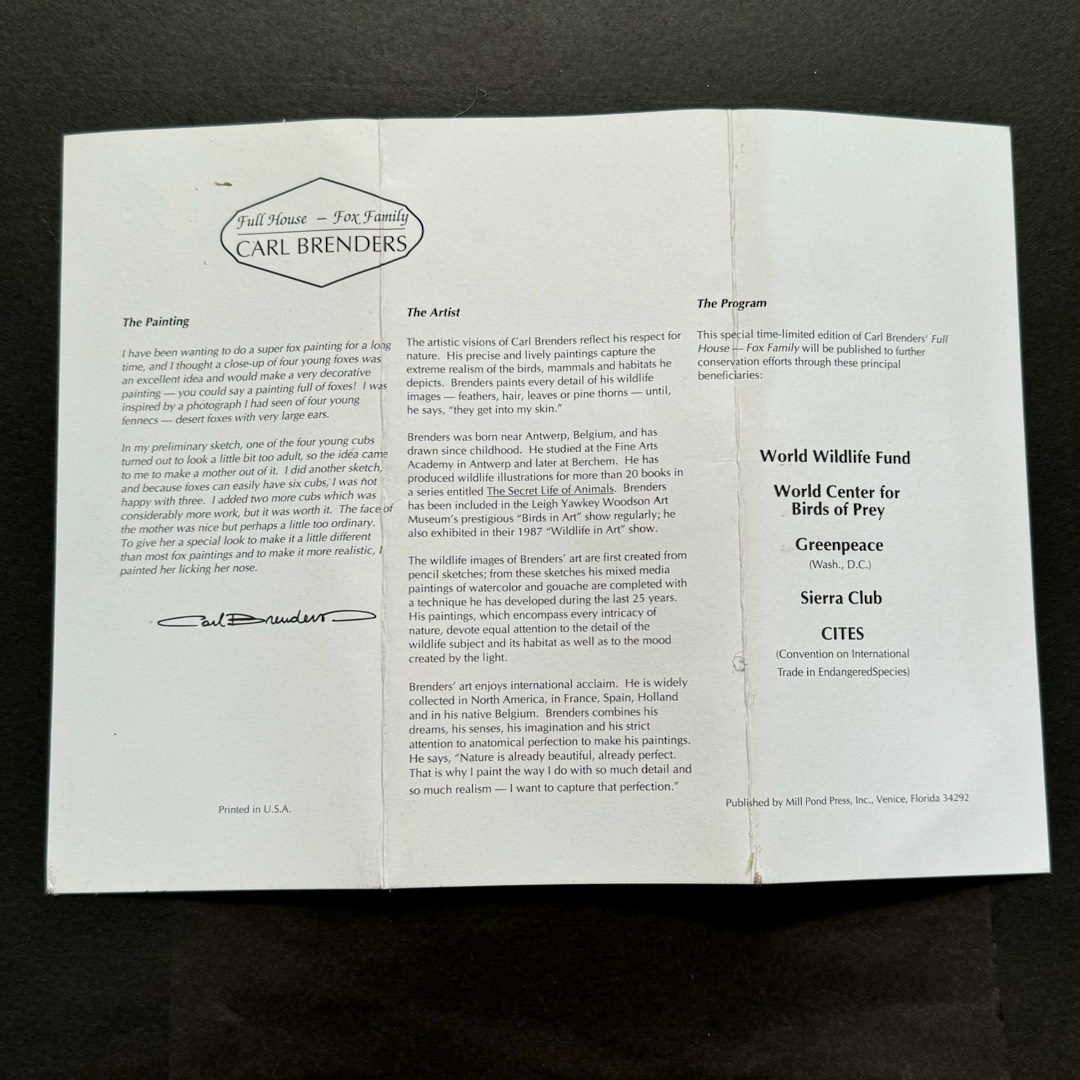 Full House – Fox Family
CARL BRENDERS
The Painting
I have been wanting to do a super fox painting for a long
time, and I thought a close-up of four young foxes was
an excellent idea and would make a very decorative
painting — you could say a painting full of foxes!  I was
inspired by a photograph I had seen of four young
fennecs — desert foxes with very large ears.
In my preliminary sketch, one of the four young cubs
turned out to look a little bit too adult, so the idea came
to me to make a mother out of it.  I did another sketch,
and because foxes can easily have six cubs, I was not
happy with three.  I added two more cubs which was
considerably more work, but it was worth it.  The face of
the mother was nice but perhaps a little too ordinary.
To give her a special look to make it a little different
than most fox paintings and to make it more realistic, I
painted her licking her nose.
Carl Brenders
Printed in U.S.A.
The Artist
The artistic visions of Carl Brenders reflect his respect for
nature.  His precise and lively paintings capture the
extreme realism of the birds, mammals and habitats he
depicts.  Brenders paints every detail of his wildlife
images — feathers, hair, leaves or pine thorns — until,
he says, “they get into my skin.”
Brenders was born near Antwerp, Belgium, and has
drawn since childhood.  He studied at the Fine Arts
Academy in Antwerp and later at Berchem.  He has
produced wildlife illustrations for more than 20 books in
a series entitled The Secret Life of Animals.  Brenders
has been included in the Leigh Yawkey Woodson Art
Museum’s prestigious “Birds in Art” show regularly; he
also exhibited in their 1987 “Wildlife in Art” show.
The wildlife images of Brenders’ art are first created from
pencil sketches; from these sketches his mixed media
paintings of watercolor and gouache are completed with
a technique he has developed during the last 25 years.
His paintings, which encompass every intricacy of
nature, devote equal attention to the detail of the
wildlife subject and its habitat as well as to the mood
created by the light.
Brenders’ art enjoys international acclaim.  He is widely
collected in North America, in France, Spain, Holland
and in his native Belgium.  Brenders combines his
dreams, his senses, his imagination and his strict
attention to anatomical perfection to make his paintings.
He says, “Nature is already beautiful, already perfect.
That is why I paint the way I do with so much detail and
so much realism — I want to capture that perfection.”
The Program
This special time-limited edition of Carl Brenders’ Full
House — Fox Family will be published to further
conservation efforts through these principal
beneficiaries:
World Wildlife Fund
World Center for
Birds of Prey
Greenpeace
(Wash., D.C.)
Sierra Club
CITES
(Convention on International
Trade in EndangeredSpecies)
Published by Mill Pond Press, Inc., Venice, Florida 34292